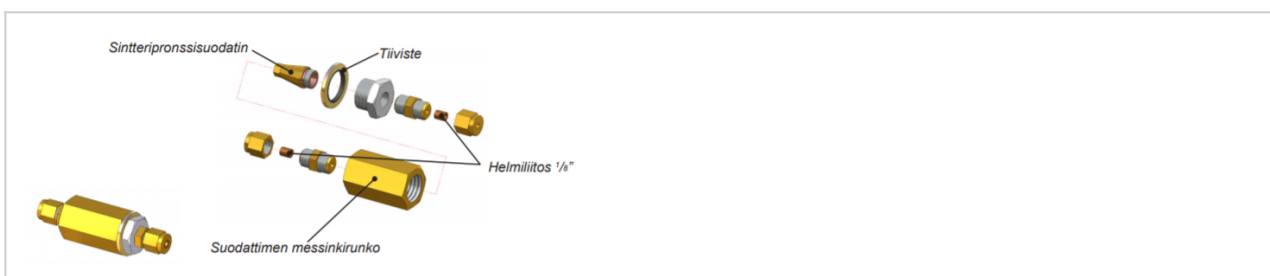 Sintteripronssisuodatin
Tiiviste
Helmiliitos ¹/₈”
Suodattimen messinkirunko